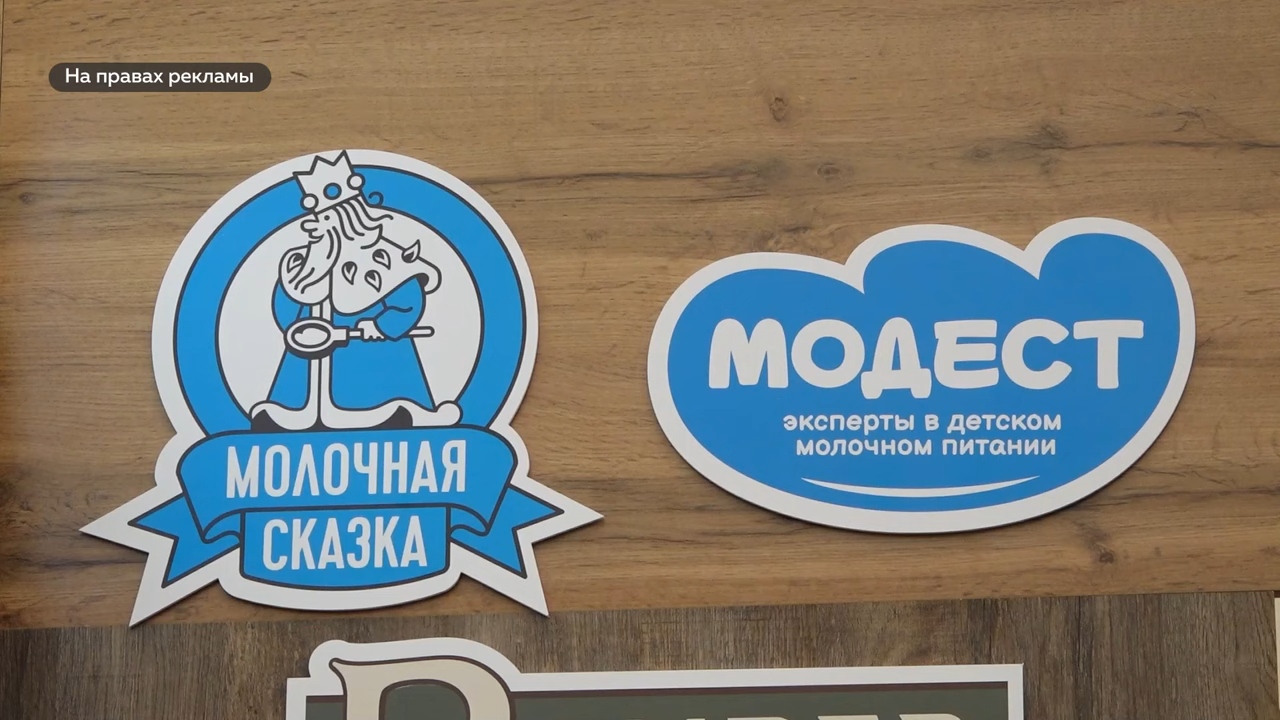 На правах рекламы
МОЛОЧНАЯ
СКАЗКА
МОДЕСТ
эксперты в детском
молочном питании